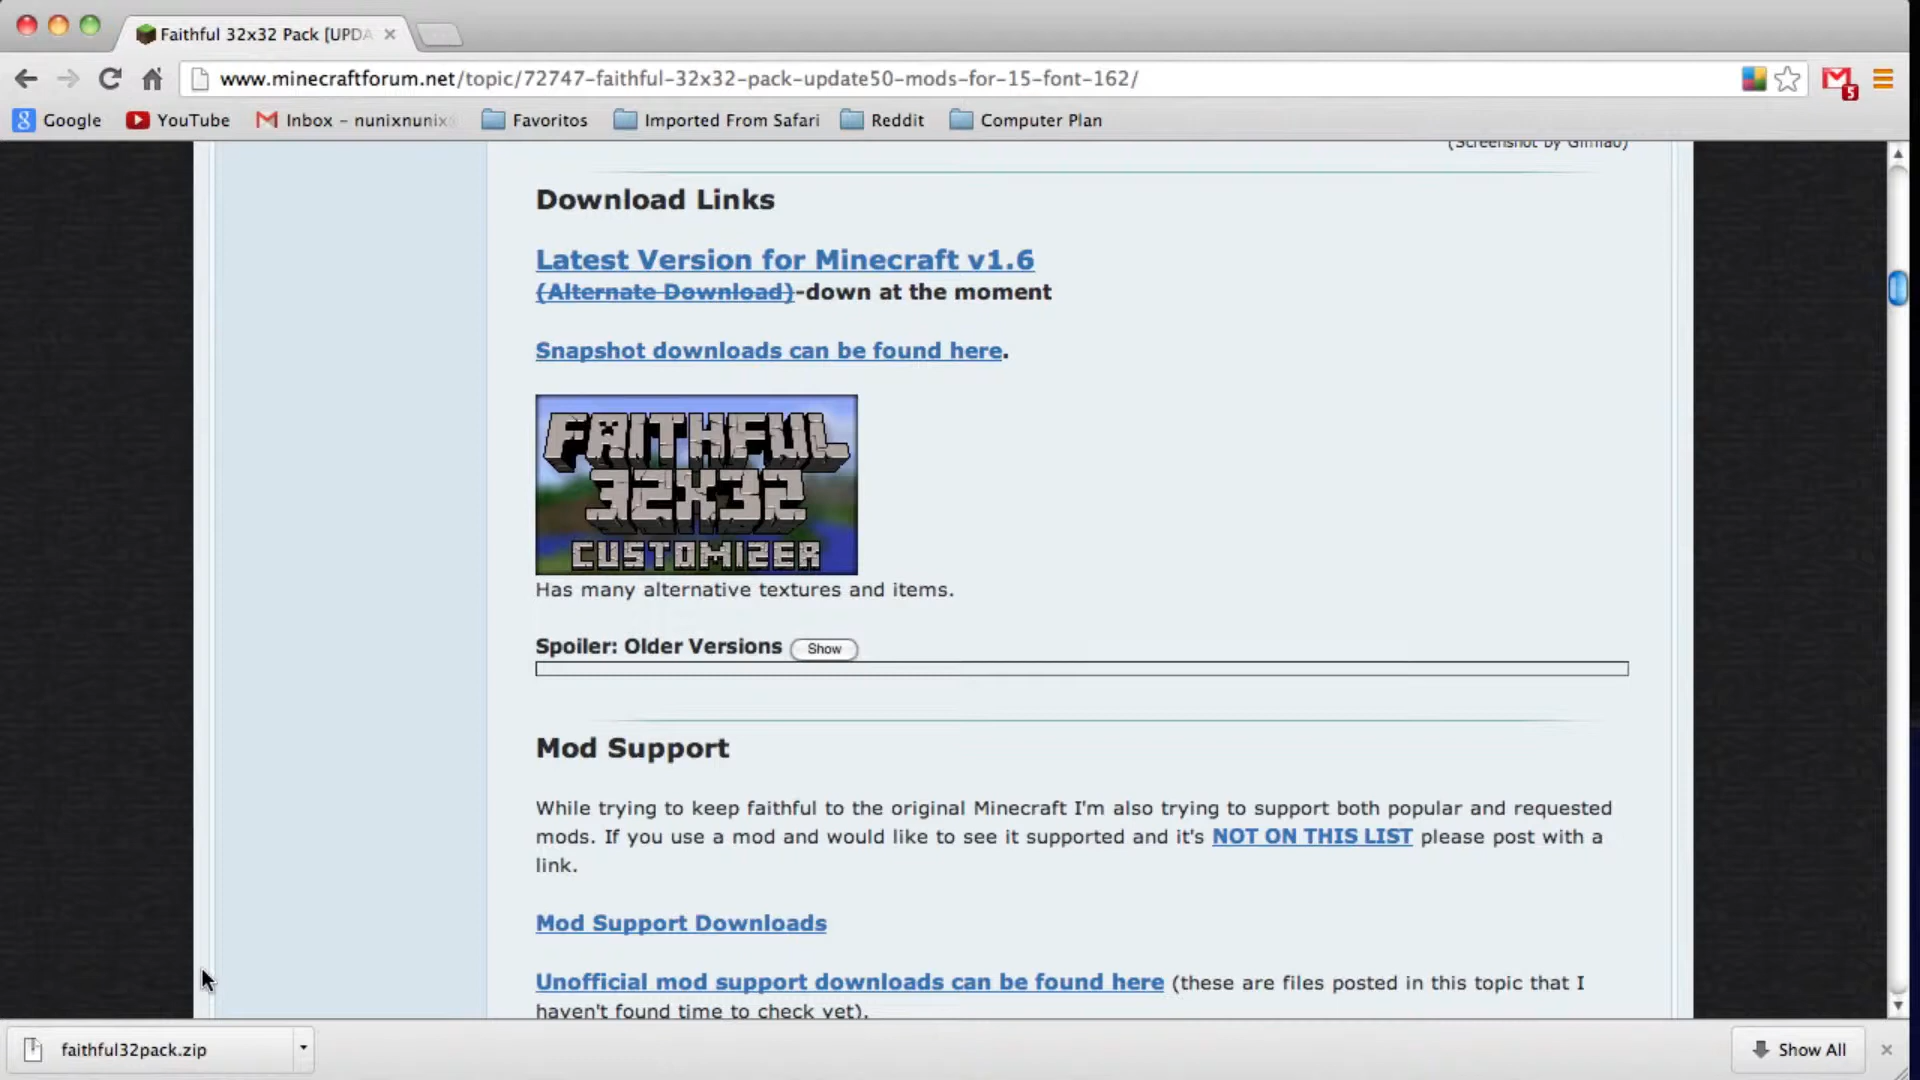 Faithful 32x32 Pack [UPDA
www.minecraftforum.net/topic/72747-faithful-32x32-pack-update50-mods-for-15-font-162/
5
Google YouTube Inbox - nunixnunix Favoritos Imported From Safari Reddit Computer Plan
(Screenshot by Gimiao)
Download Links
Latest Version for Minecraft v1.6
(Alternate Download)-down at the moment
Snapshot downloads can be found here.
FAITHFUL
32X32
CUSTOMIZER
Has many alternative textures and items.
Spoiler: Older Versions Show
Mod Support
While trying to keep faithful to the original Minecraft I'm also trying to support both popular and requested
mods. If you use a mod and would like to see it supported and it's NOT ON THIS LIST please post with a
link.
Mod Support Downloads
Unofficial mod support downloads can be found here (these are files posted in this topic that I
haven't found time to check yet).
faithful32pack.zip Show All